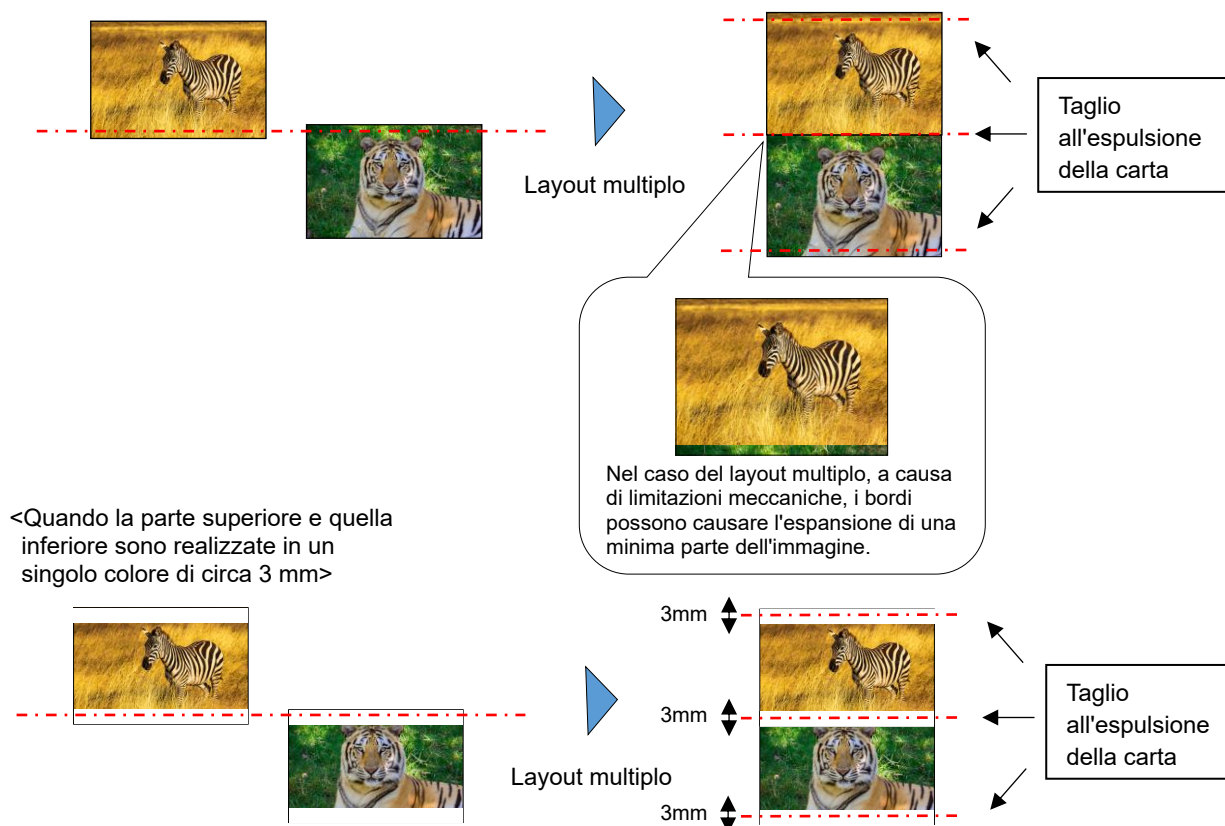 Layout multiplo
Taglio
all'espulsione
della carta
Nel caso del layout multiplo, a causa
di limitazioni meccaniche, i bordi
possono causare l'espansione di una
minima parte dell'immagine.
<Quando la parte superiore e quella
inferiore sono realizzate in un
singolo colore di circa 3 mm>
3mm
3mm
Layout multiplo
3mm
Taglio
all'espulsione
della carta